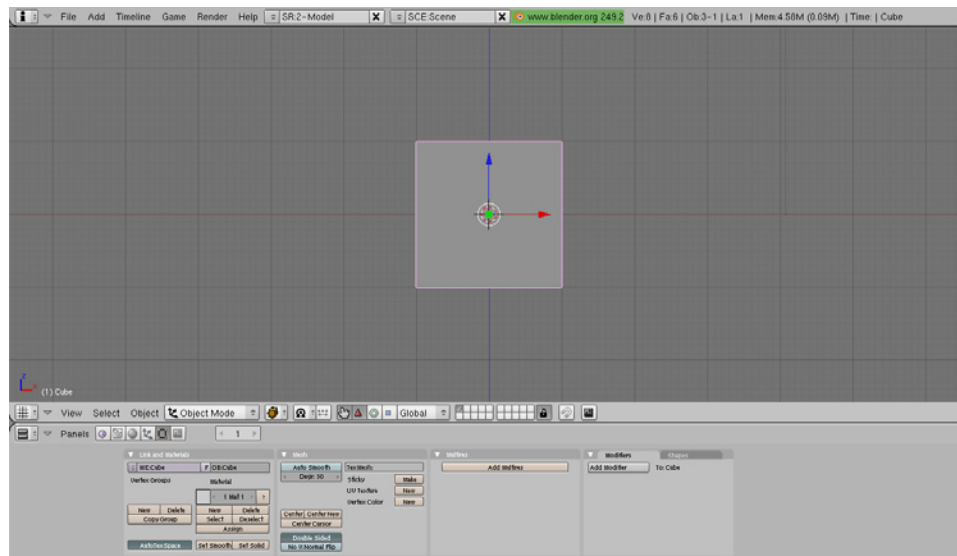 File Add Timeline Game Render Help SR:2-Model X SCE:Scene X www.blender.org 249.2 Ve:8 | Fa:6 | Ob:3-1 | La:1 | Mem:4.58M (0.09M) | Time: | Cube
z
x
(1) Cube
View Select Object Object Mode Global
Panels 1
Link and Materials Mesh Multires Modifiers Shapes
ME:Cube F OB:Cube Auto Smooth TexMesh: Add Multires Add Modifier To: Cube
Vertex Groups Material Degr: 30 Sticky Make
1 Mat 1 ? UV Texture New
Vertex Color New
New Delete New Delete Center Center New
Copy Group Select Deselect Center Cursor
Assign
Double Sided
AutoTexSpace Set Smooth Set Solid No V.Normal Flip